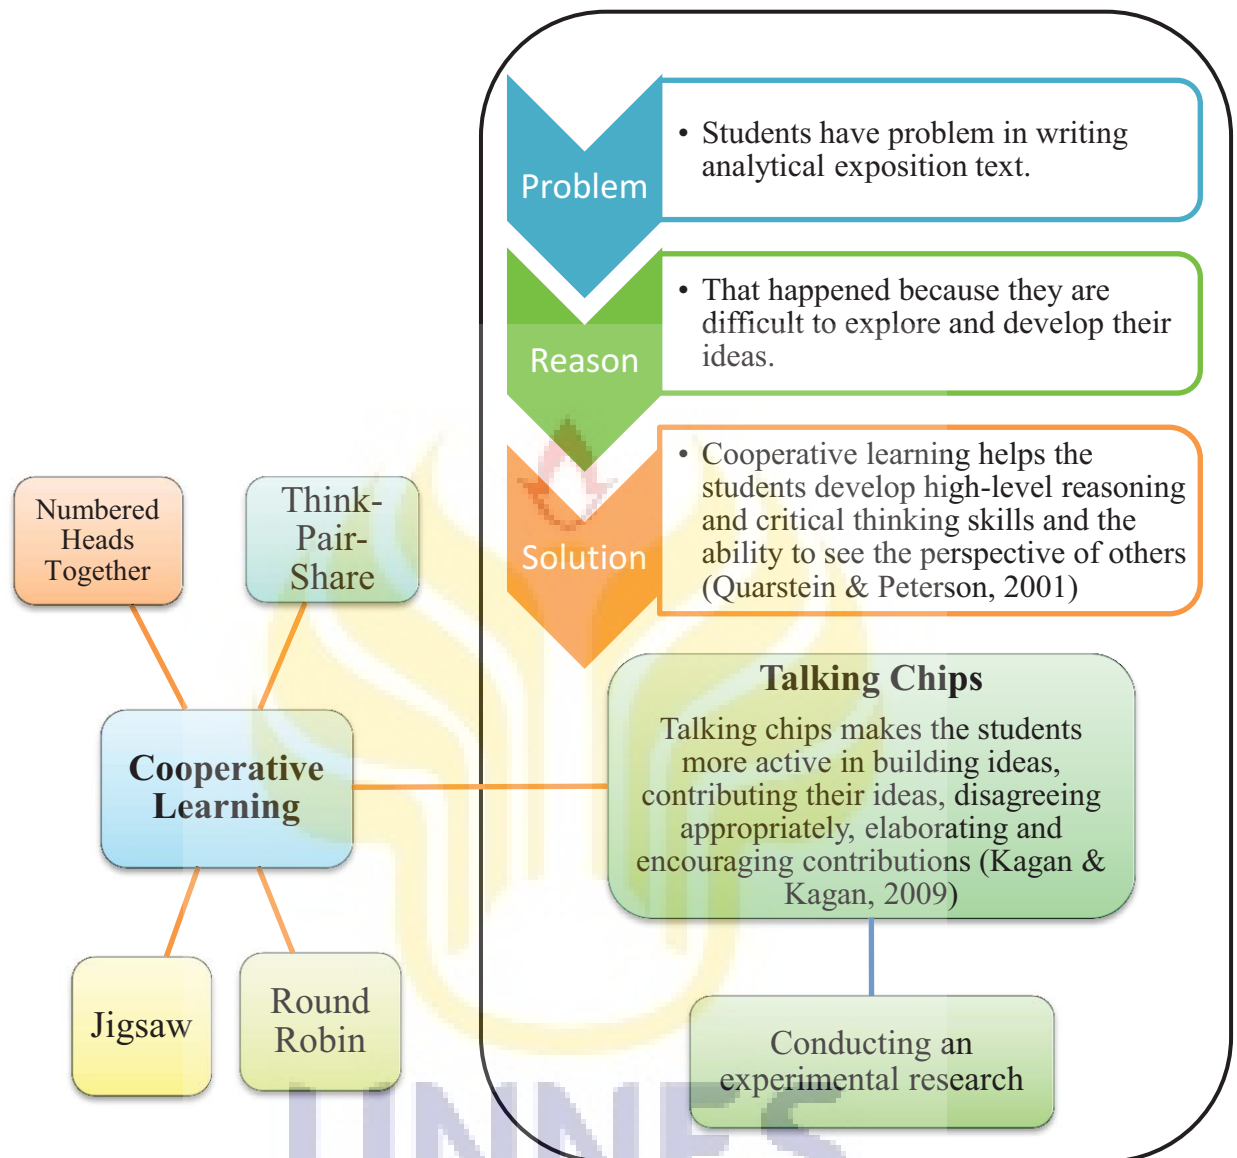 Problem
• Students have problem in writing
analytical exposition text.
Reason
• That happened because they are
difficult to explore and develop their
ideas.
Solution
• Cooperative learning helps the
students develop high-level reasoning
and critical thinking skills and the
ability to see the perspective of others
(Quarstein & Peterson, 2001)
Numbered
Heads
Together
Think-
Pair-
Share
Cooperative
Learning
Jigsaw
Round
Robin
Talking Chips
Talking chips makes the students
more active in building ideas,
contributing their ideas, disagreeing
appropriately, elaborating and
encouraging contributions (Kagan &
Kagan, 2009)
Conducting an
experimental research
UNNES